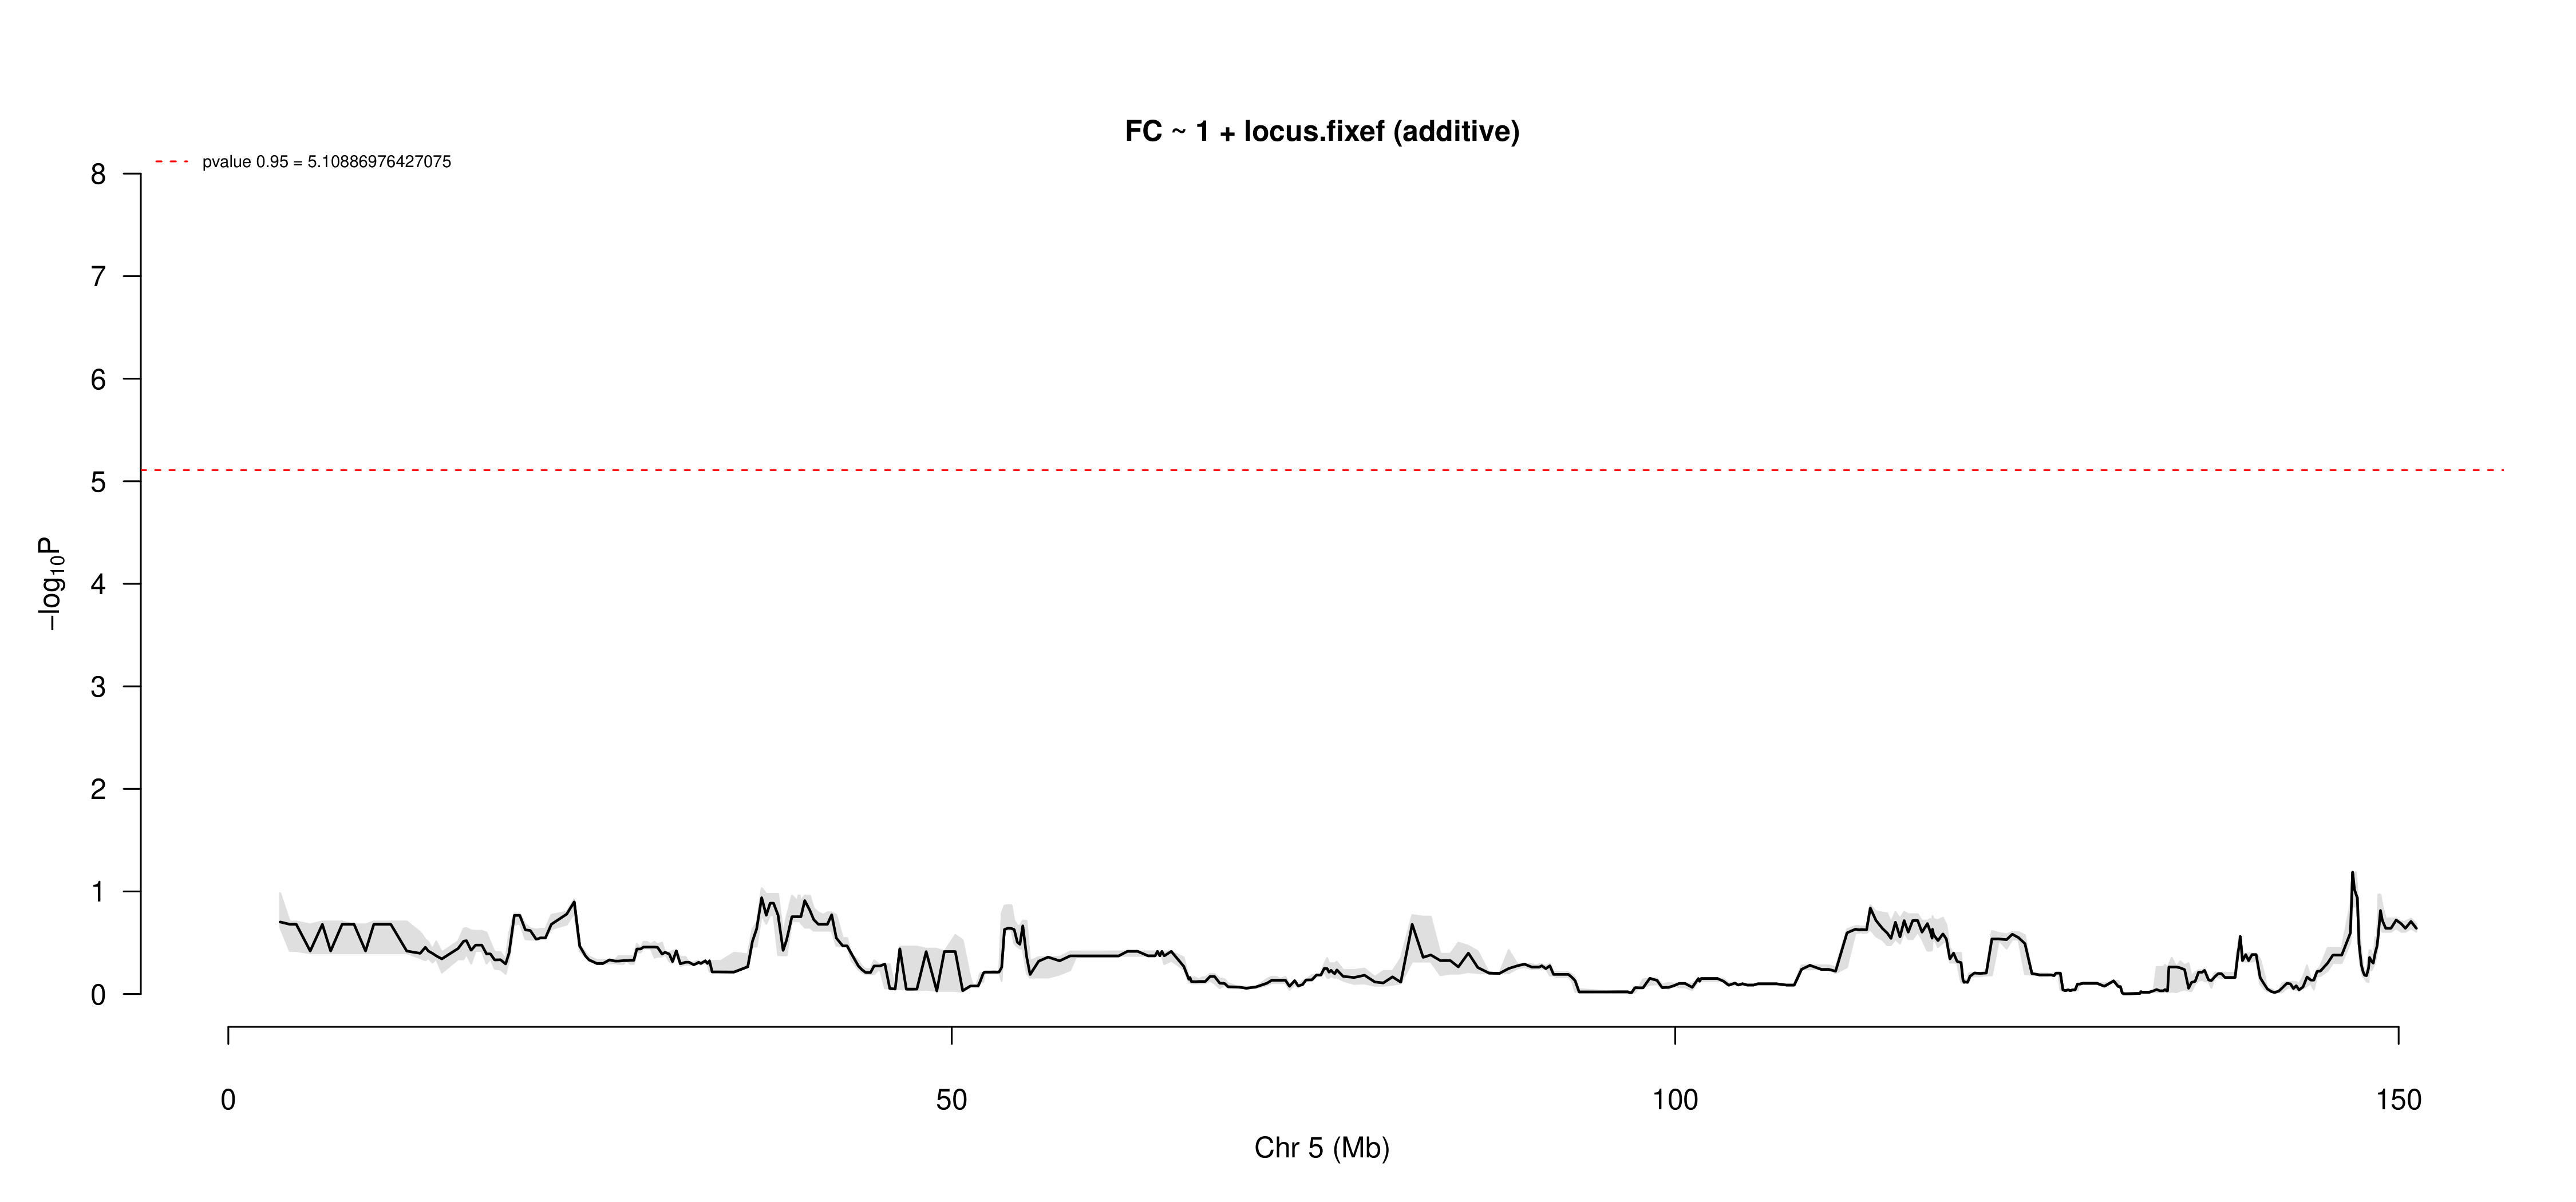 FC ~ 1 + locus.fixef (additive)
pvalue 0.95 = 5.10886976427075
8
7
6
5
4
3
2
1
0
−log10P
0 50 100 150
Chr 5 (Mb)